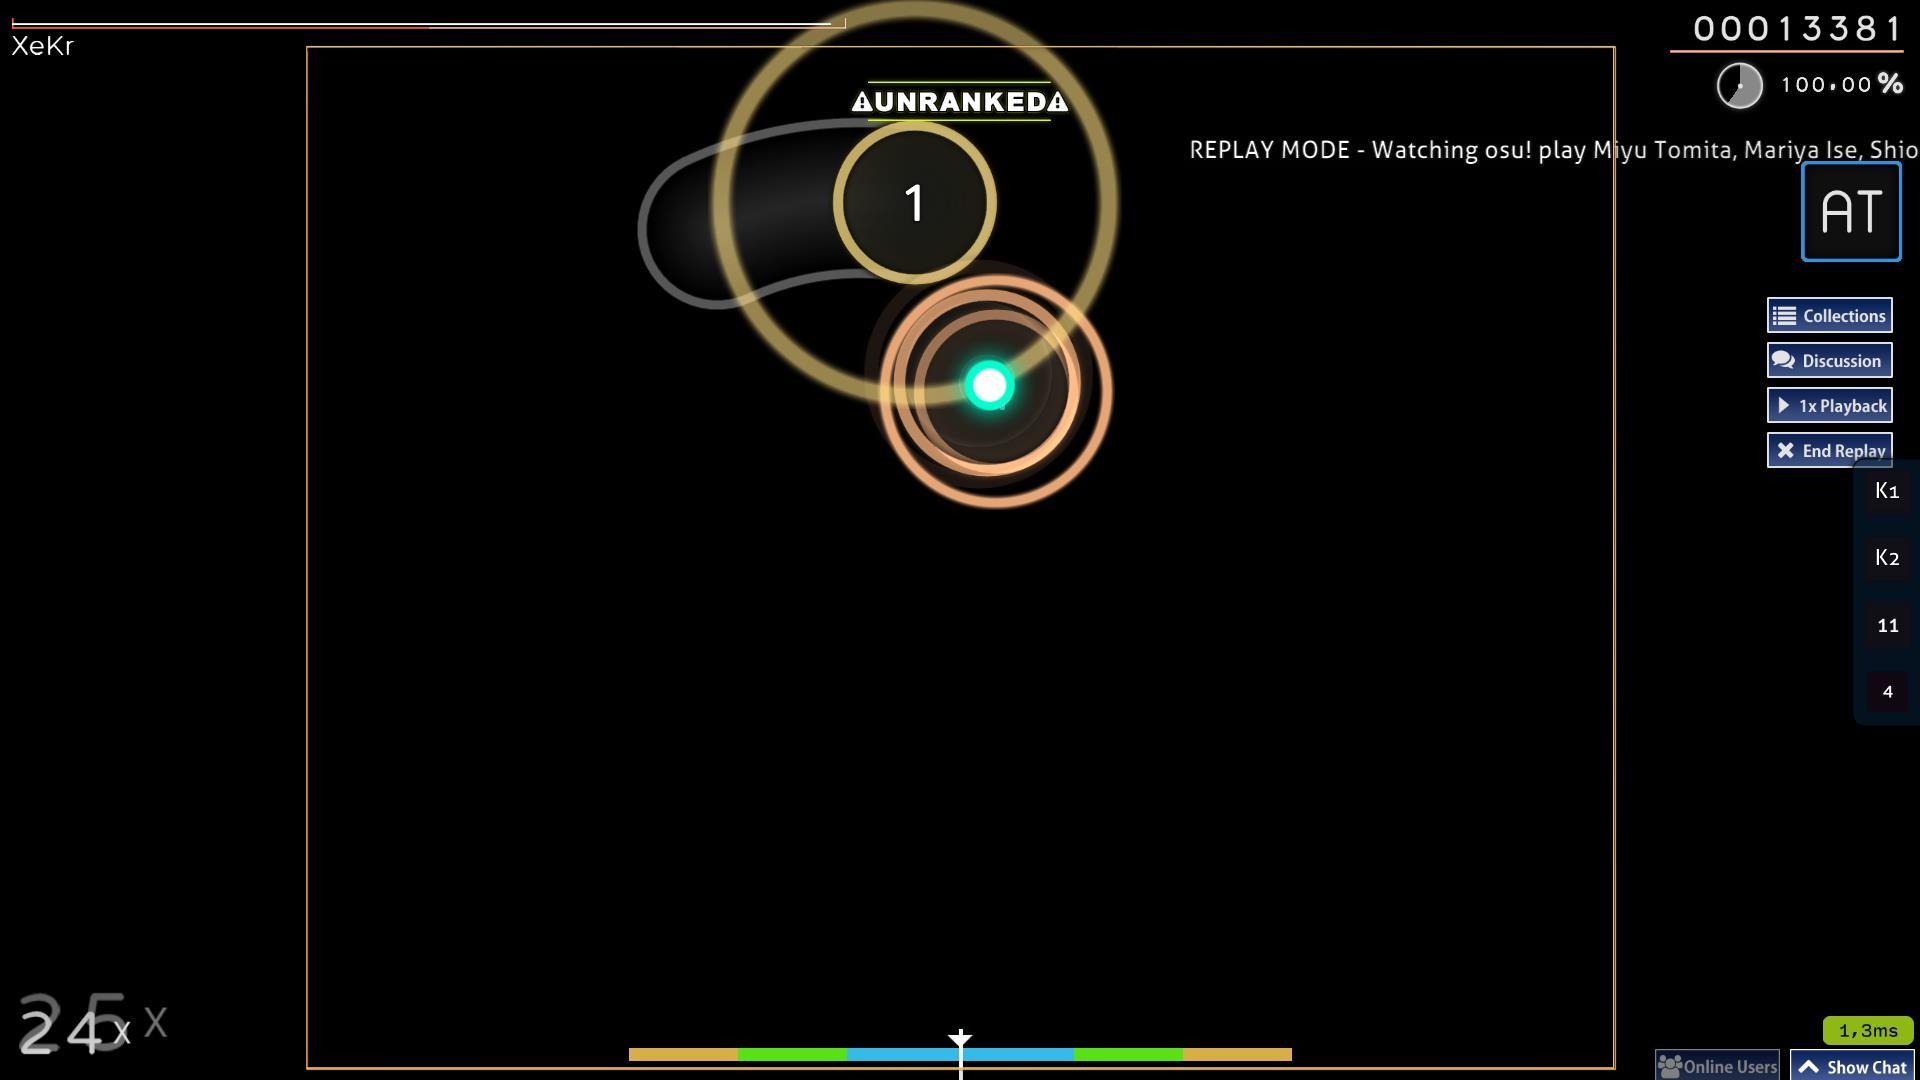 00013381
XeKr
100.00%
⚠UNRANKED⚠
REPLAY MODE - Watching osu! play Miyu Tomita, Mariya Ise, Shio
1
AT
Collections
Discussion
1x Playback
End Replay
K1
K2
11
4
25x
24x
1,3ms
Online Users
Show Chat